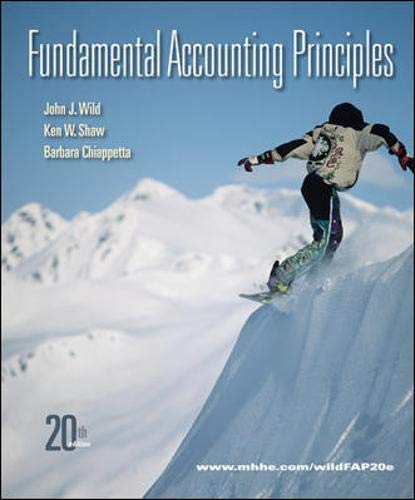 Fundamental Accounting Principles
John J. Wild
Ken W. Shaw
Barbara Chiappetta
20th
edition
www.mhhe.com/wildFAP20e